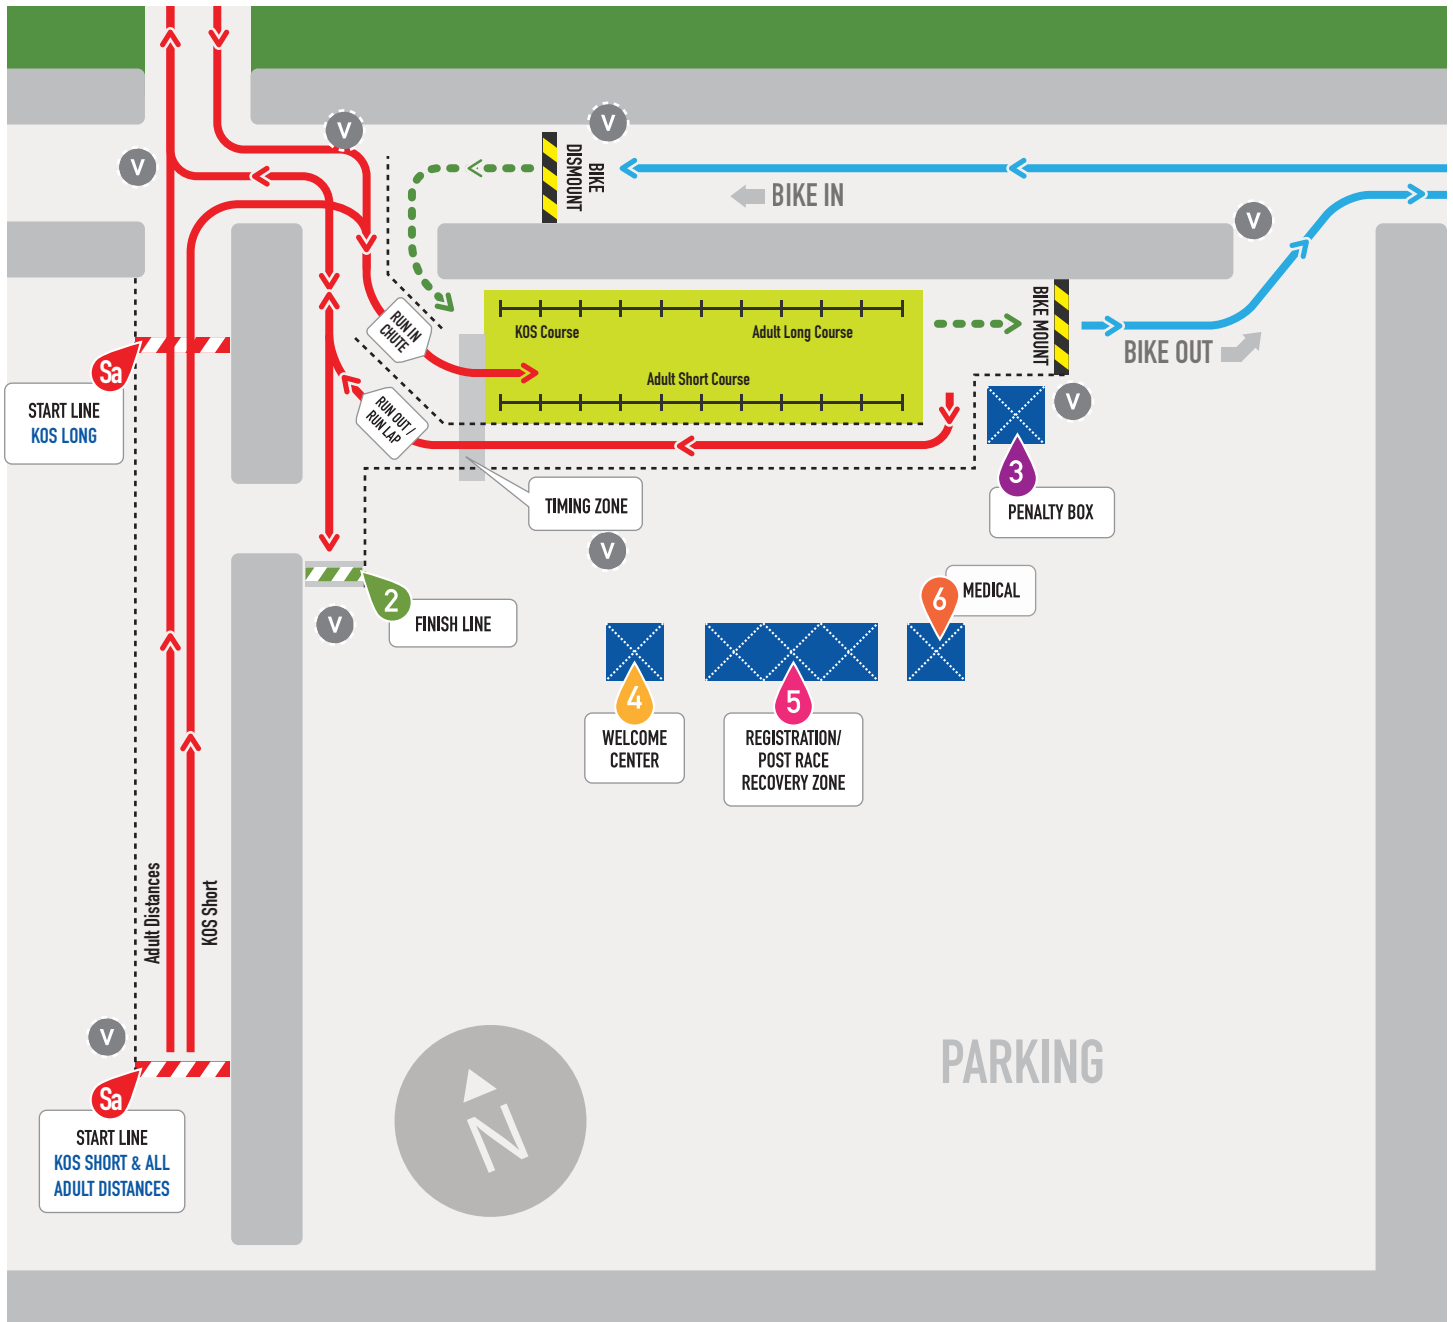 V
V
V
BIKE
DISMOUNT
BIKE IN
V
RUN IN
CHUTE
KOS Course
Adult Long Course
BIKE MOUNT
BIKE OUT
Sa
START LINE
KOS LONG
Adult Short Course
RUN OUT /
RUN LAP
V
3
PENALTY BOX
TIMING ZONE
V
2
FINISH LINE
V
6
MEDICAL
4
WELCOME
CENTER
5
REGISTRATION/
POST RACE
RECOVERY ZONE
Adult Distances
KOS Short
V
Sa
START LINE
KOS SHORT & ALL
ADULT DISTANCES
N
PARKING